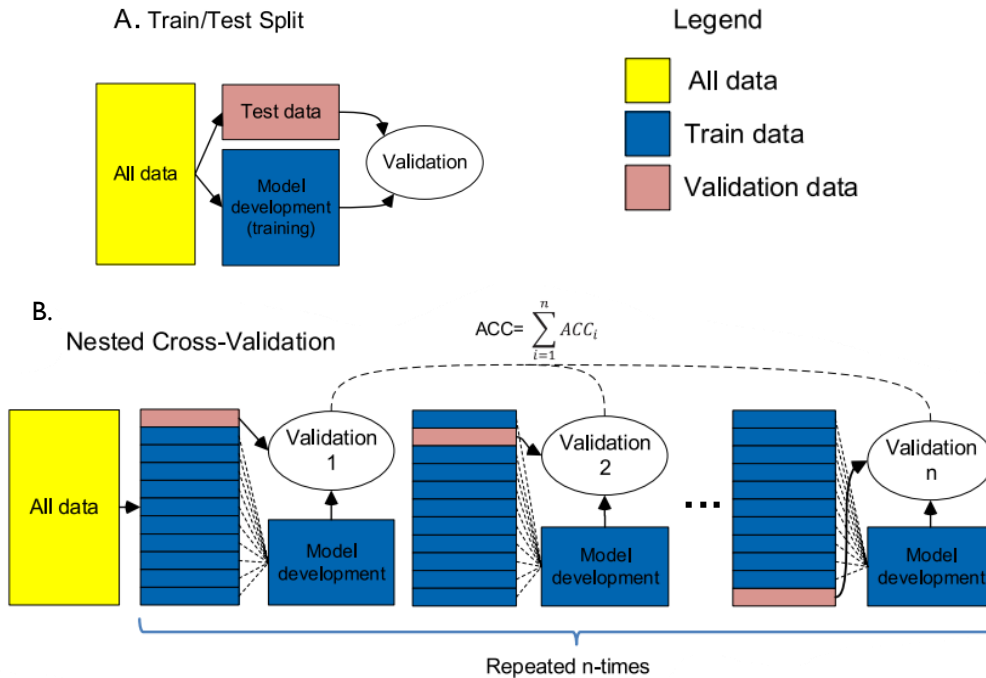 A. Train/Test Split
Legend
All data
Train data
Validation data
All data
Test data
Model
development
(training)
Validation
B.
Nested Cross-Validation
ACC= \sum_{i=1}^{n} ACC_i
All data
Validation
1
Model
development
Validation
2
Model
development
...
Validation
n
Model
development
Repeated n-times